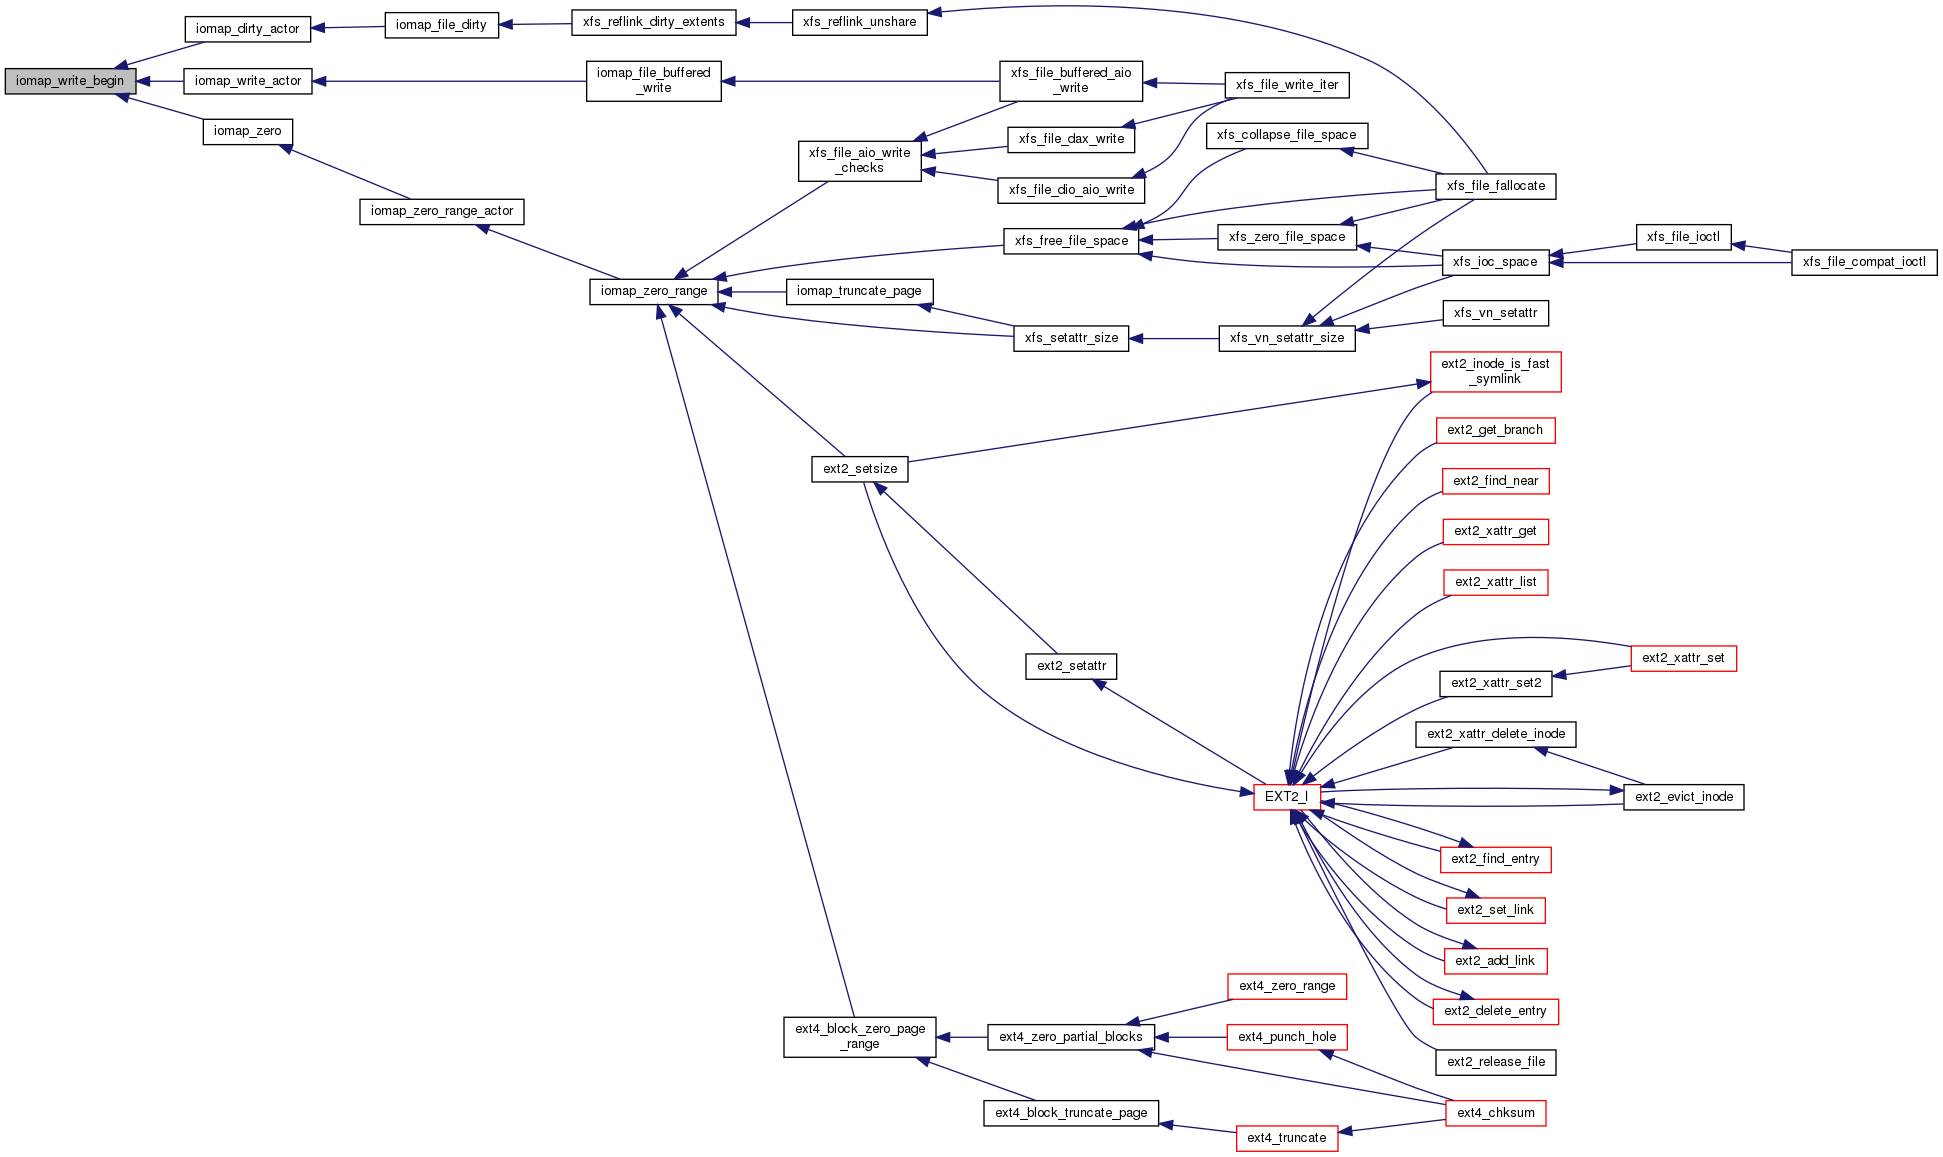 iomap_write_begin
iomap_dirty_actor
iomap_file_dirty
xfs_reflink_dirty_extents
xfs_reflink_unshare
iomap_write_actor
iomap_file_buffered
_write
xfs_file_buffered_aio
_write
xfs_file_write_iter
iomap_zero
xfs_file_aio_write
_checks
xfs_file_dax_write
xfs_collapse_file_space
xfs_file_dio_aio_write
xfs_file_fallocate
iomap_zero_range_actor
xfs_free_file_space
xfs_zero_file_space
xfs_ioc_space
xfs_file_ioctl
xfs_file_compat_ioctl
iomap_zero_range
iomap_truncate_page
xfs_setattr_size
xfs_vn_setattr_size
xfs_vn_setattr
ext2_inode_is_fast
_symlink
ext2_get_branch
ext2_setsize
ext2_find_near
ext2_xattr_get
ext2_xattr_list
ext2_setattr
ext2_xattr_set
ext2_xattr_set2
ext2_xattr_delete_inode
EXT2_I
ext2_evict_inode
ext2_find_entry
ext2_set_link
ext2_add_link
ext2_delete_entry
ext2_release_file
ext4_block_zero_page
_range
ext4_zero_partial_blocks
ext4_zero_range
ext4_punch_hole
ext4_block_truncate_page
ext4_chksum
ext4_truncate